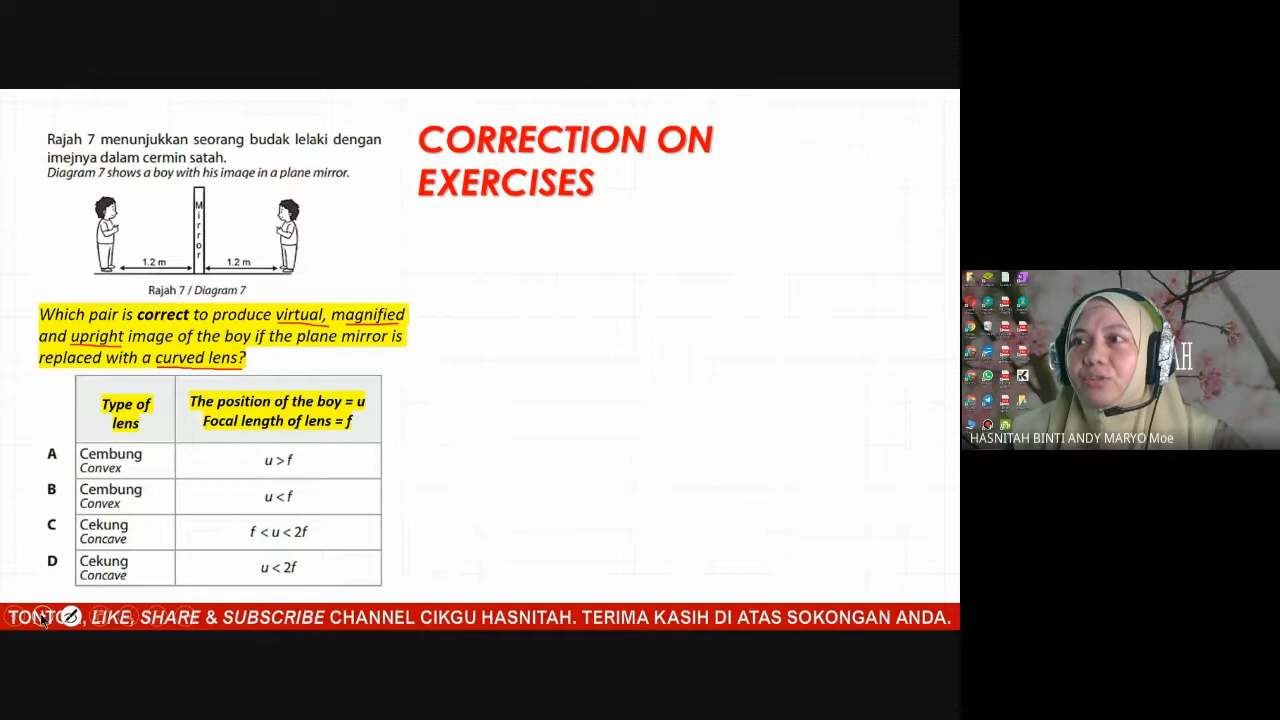 Rajah 7 menunjukkan seorang budak lelaki dengan
imejnya dalam cermin satah.
Diagram 7 shows a boy with his image in a plane mirror.
Mirror
1.2 m
1.2 m
Rajah 7 / Diagram 7
Which pair is correct to produce virtual, magnified
and upright image of the boy if the plane mirror is
replaced with a curved lens?
Type of
lens
The position of the boy = u
Focal length of lens = f
A
Cembung
Convex
u > f
B
Cembung
Convex
u < f
C
Cekung
Concave
f < u < 2f
D
Cekung
Concave
u < 2f
CORRECTION ON
EXERCISES
HASNITAH BINTI ANDY MARYO Moe
LIKE, SHARE & SUBSCRIBE CHANNEL CIKGU HASNITAH. TERIMA KASIH DI ATAS SOKONGAN ANDA.